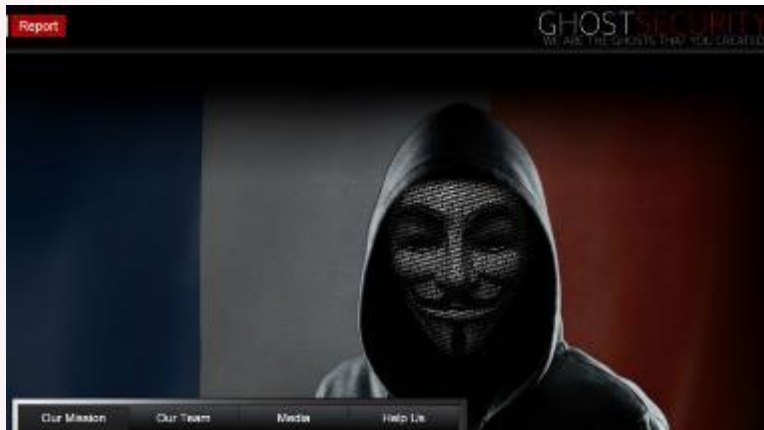 Report
GHOSTSECURITY
WE ARE THE GHOSTS THAT YOU CREATED
Our Mission
Our Team
Media
Help Us